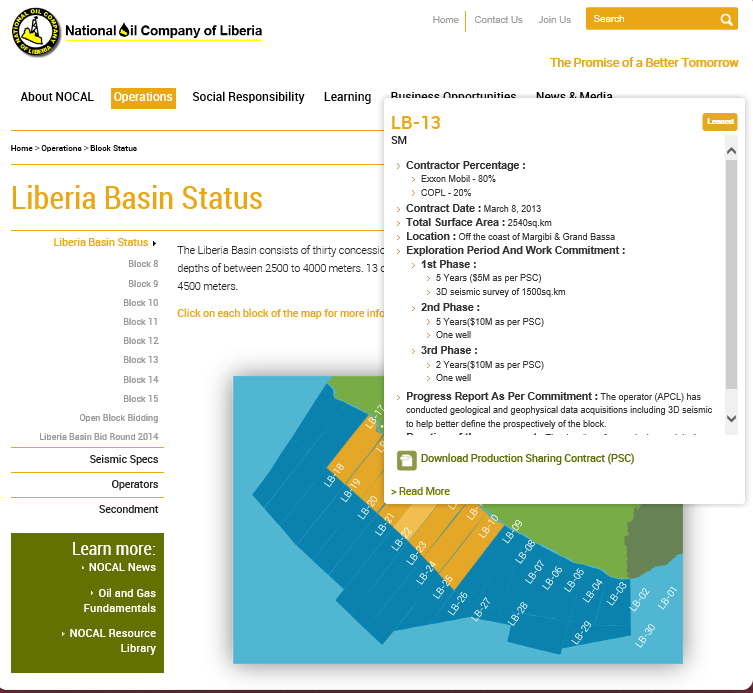 NATIONAL OIL COMPANY OF LIBERIA
National Oil Company of Liberia
Home Contact Us Join Us Search
The Promise of a Better Tomorrow
About NOCAL Operations Social Responsibility Learning Business Opportunities News & Media
Home > Operations > Block Status
Liberia Basin Status
Liberia Basin Status
Block 8
Block 9
Block 10
Block 11
Block 12
Block 13
Block 14
Block 15
Open Block Bidding
Liberia Basin Bid Round 2014
Seismic Specs
Operators
Secondment
Learn more:
NOCAL News
Oil and Gas
Fundamentals
NOCAL Resource
Library
The Liberia Basin consists of thirty concessio
depths of between 2500 to 4000 meters. 13
4500 meters.
Click on each block of the map for more info
LB-13 Leased
SM
Contractor Percentage :
Exxon Mobil - 80%
COPL - 20%
Contract Date : March 8, 2013
Total Surface Area : 2540sq.km
Location : Off the coast of Margibi & Grand Bassa
Exploration Period And Work Commitment :
1st Phase :
5 Years ($5M as per PSC)
3D seismic survey of 1500sq.km
2nd Phase :
5 Years($10M as per PSC)
One well
3rd Phase :
2 Years($10M as per PSC)
One well
Progress Report As Per Commitment : The operator (APCL) has
conducted geological and geophysical data acquisitions including 3D seismic
to help better define the prospectively of the block.
Download Production Sharing Contract (PSC)
> Read More
LB-17
LB-18
LB-19
LB-20
LB-21
LB-22
LB-23
LB-24
LB-25
LB-26
LB-27
LB-28
LB-29
LB-30
LB-10
LB-09
LB-08
LB-07
LB-06
LB-05
LB-04
LB-03
LB-02
LB-01